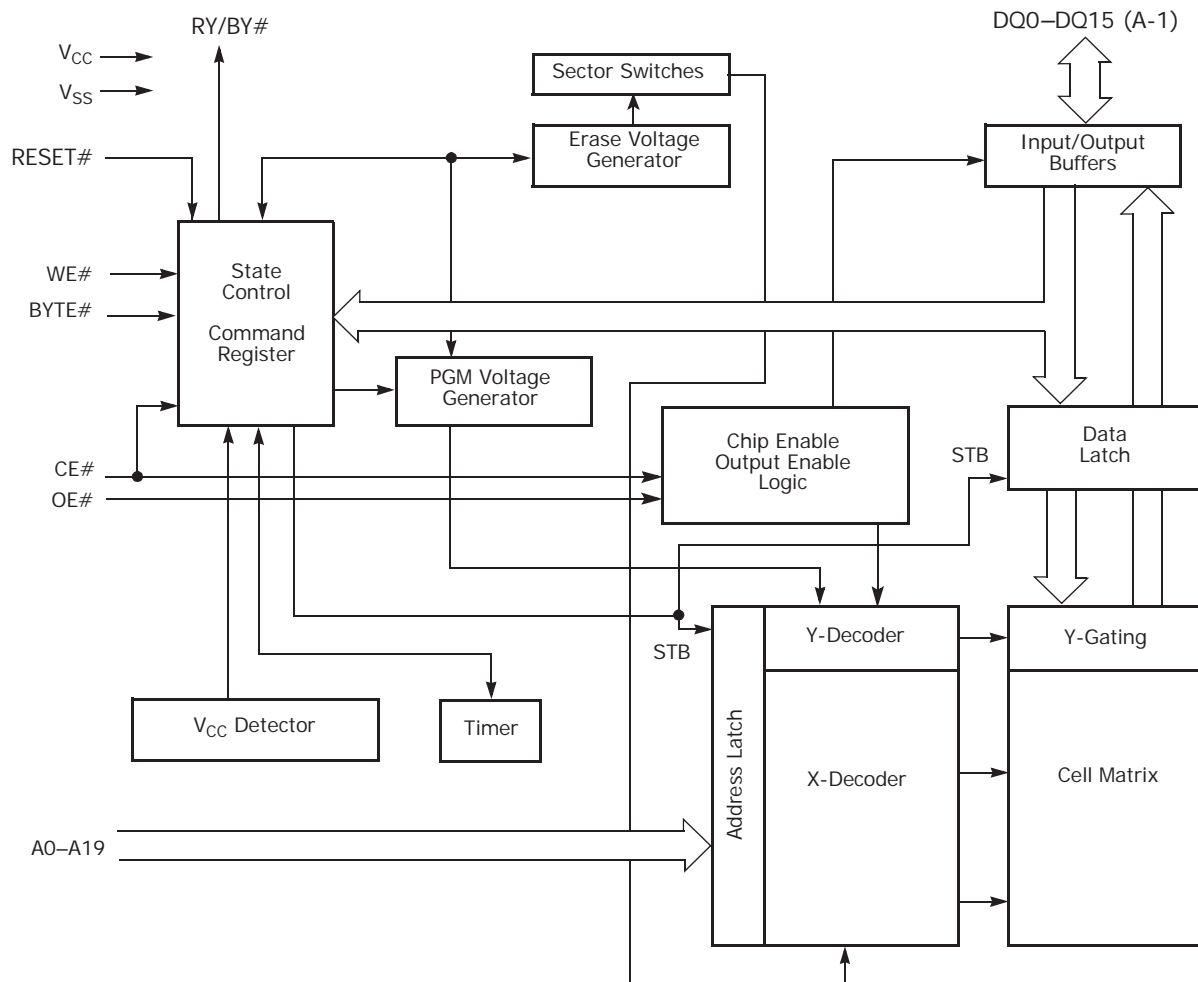 RY/BY#
DQ0–DQ15 (A-1)
VCC
VSS
Sector Switches
RESET#
Erase Voltage
Generator
Input/Output
Buffers
WE#
BYTE#
State
Control
Command
Register
PGM Voltage
Generator
CE#
OE#
Chip Enable
Output Enable
Logic
STB
Data
Latch
STB
Y-Decoder
Y-Gating
VCC Detector
Timer
Address Latch
X-Decoder
Cell Matrix
A0–A19